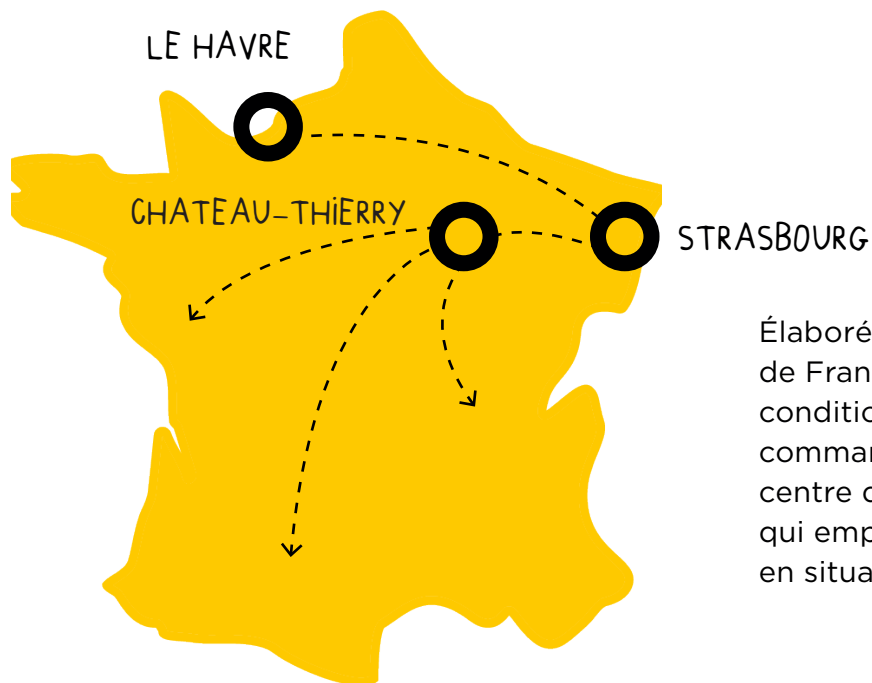 LE HAVRE
CHATEAU-THiERRY
STRASBOURG
Élaboré
de Fran
conditio
comman
centre
qui emp
en situa